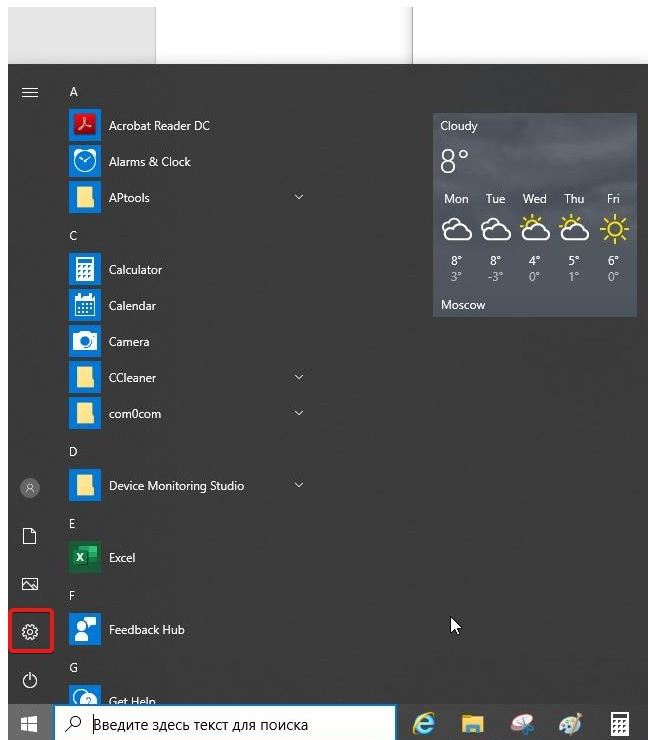 A
Acrobat Reader DC
Alarms & Clock
APtools
C
Calculator
Calendar
Camera
CCleaner
com0com
D
Device Monitoring Studio
E
Excel
F
Feedback Hub
G
Get Help
Cloudy
8°
Mon Tue Wed Thu Fri
8° 8° 4° 5° 6°
3° -3° 0° 1° 0°
Moscow
Введите здесь текст для поиска